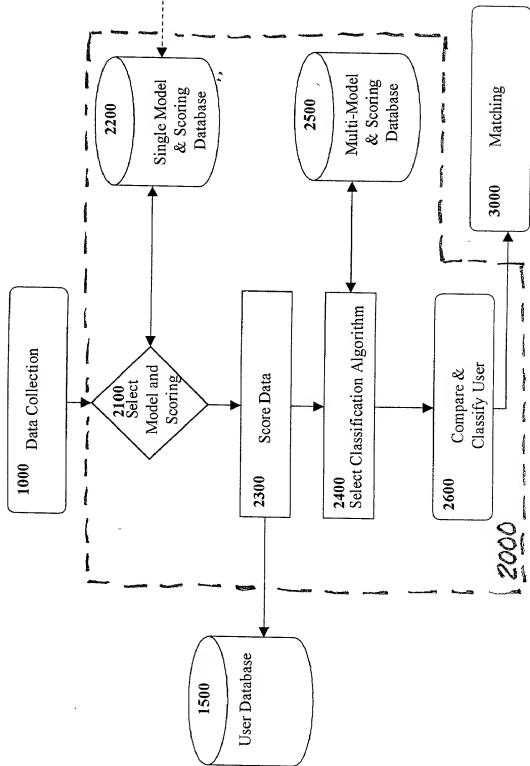 1000 Data Collection
2100
Select
Model and
Scoring
2200
Single Model
& Scoring
Database
2300
Score Data
1500
User Database
2400
Select Classification Algorithm
2500
Multi-Model
& Scoring
Database
2600
Compare &
Classify User
3000
Matching
2000